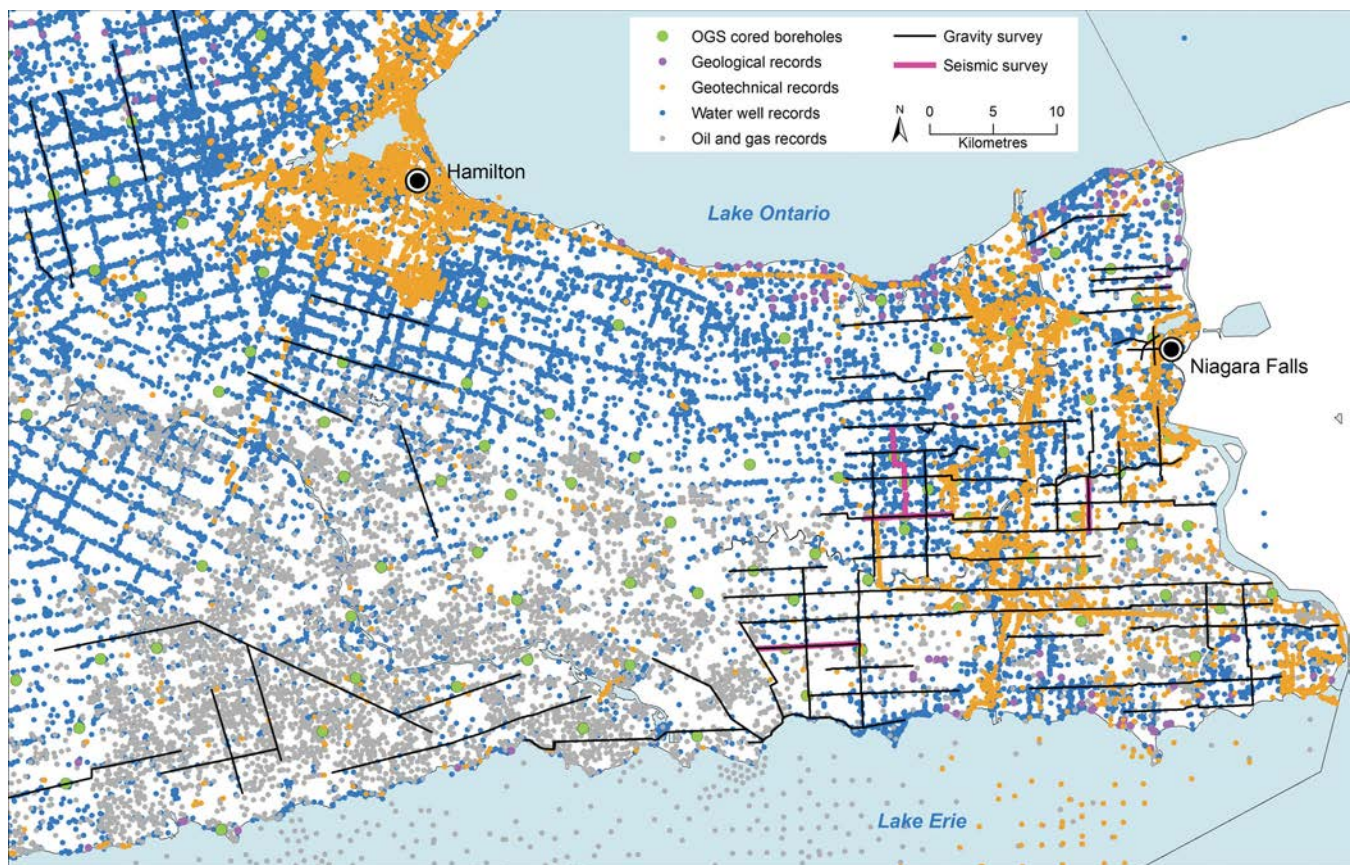 OGS cored boreholes
Geological records
Geotechnical records
Water well records
Oil and gas records
Gravity survey
Seismic survey
N
0 5 10
Kilometres
Hamilton
Lake Ontario
Niagara Falls
Lake Erie